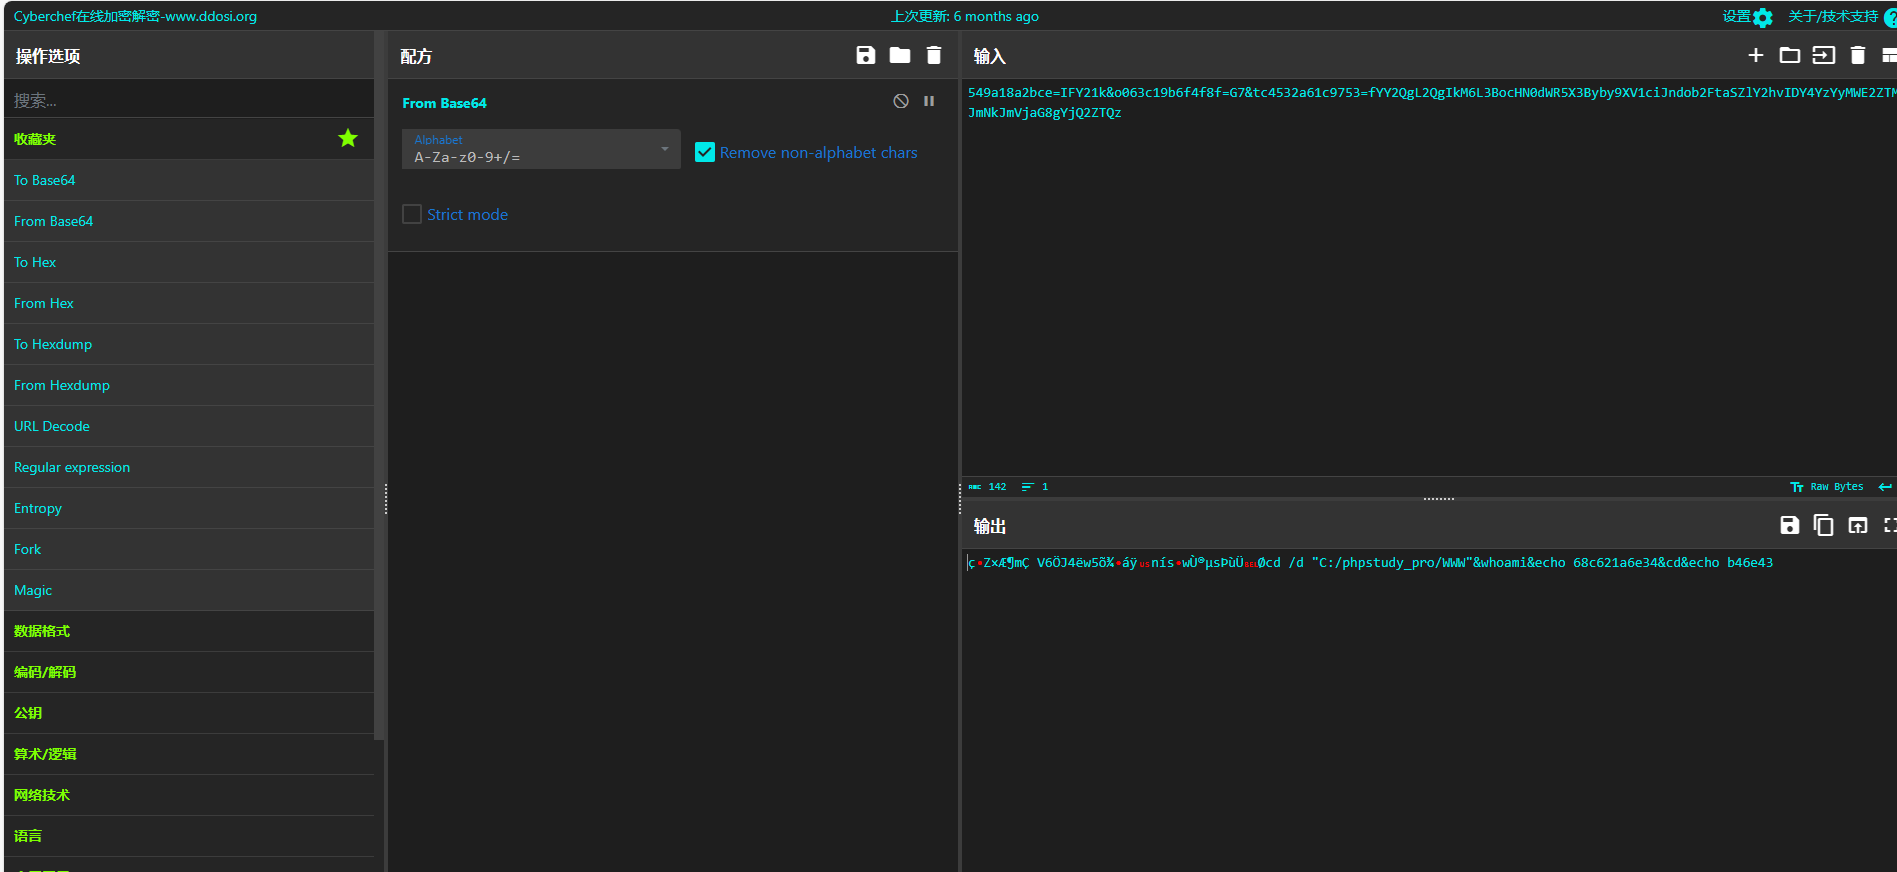 Cyberchef在线加密解密-www.ddosi.org
上次更新: 6 months ago
设置
关于/技术支持
操作选项
搜索...
收藏夹
To Base64
From Base64
To Hex
From Hex
To Hexdump
From Hexdump
URL Decode
Regular expression
Entropy
Fork
Magic
数据格式
编码/解码
公钥
算术/逻辑
网络技术
语言
配方
From Base64
Alphabet
A-Za-z0-9+/=
Remove non-alphabet chars
Strict mode
输入
549a18a2bce=IFY21k&o063c19b6f4f8f=G7&tc4532a61c9753=fYY2QgL2QgIkM6L3BocHN0dWR5X3Byby9XV1ciJndob2FtaSZlY2hvIDY4YzYyMWE2ZTM
JmNkJmVjaG8gYjQ2ZTQz
ABC 142 1
Raw Bytes
输出
ç•Z×Æ¶mÇ V6ÖJ4ëw5õ¾•áÿ US nís•wÙ®µsÞùÜ BEL Øcd /d "C:/phpstudy_pro/WWW"&whoami&echo 68c621a6e34&cd&echo b46e43